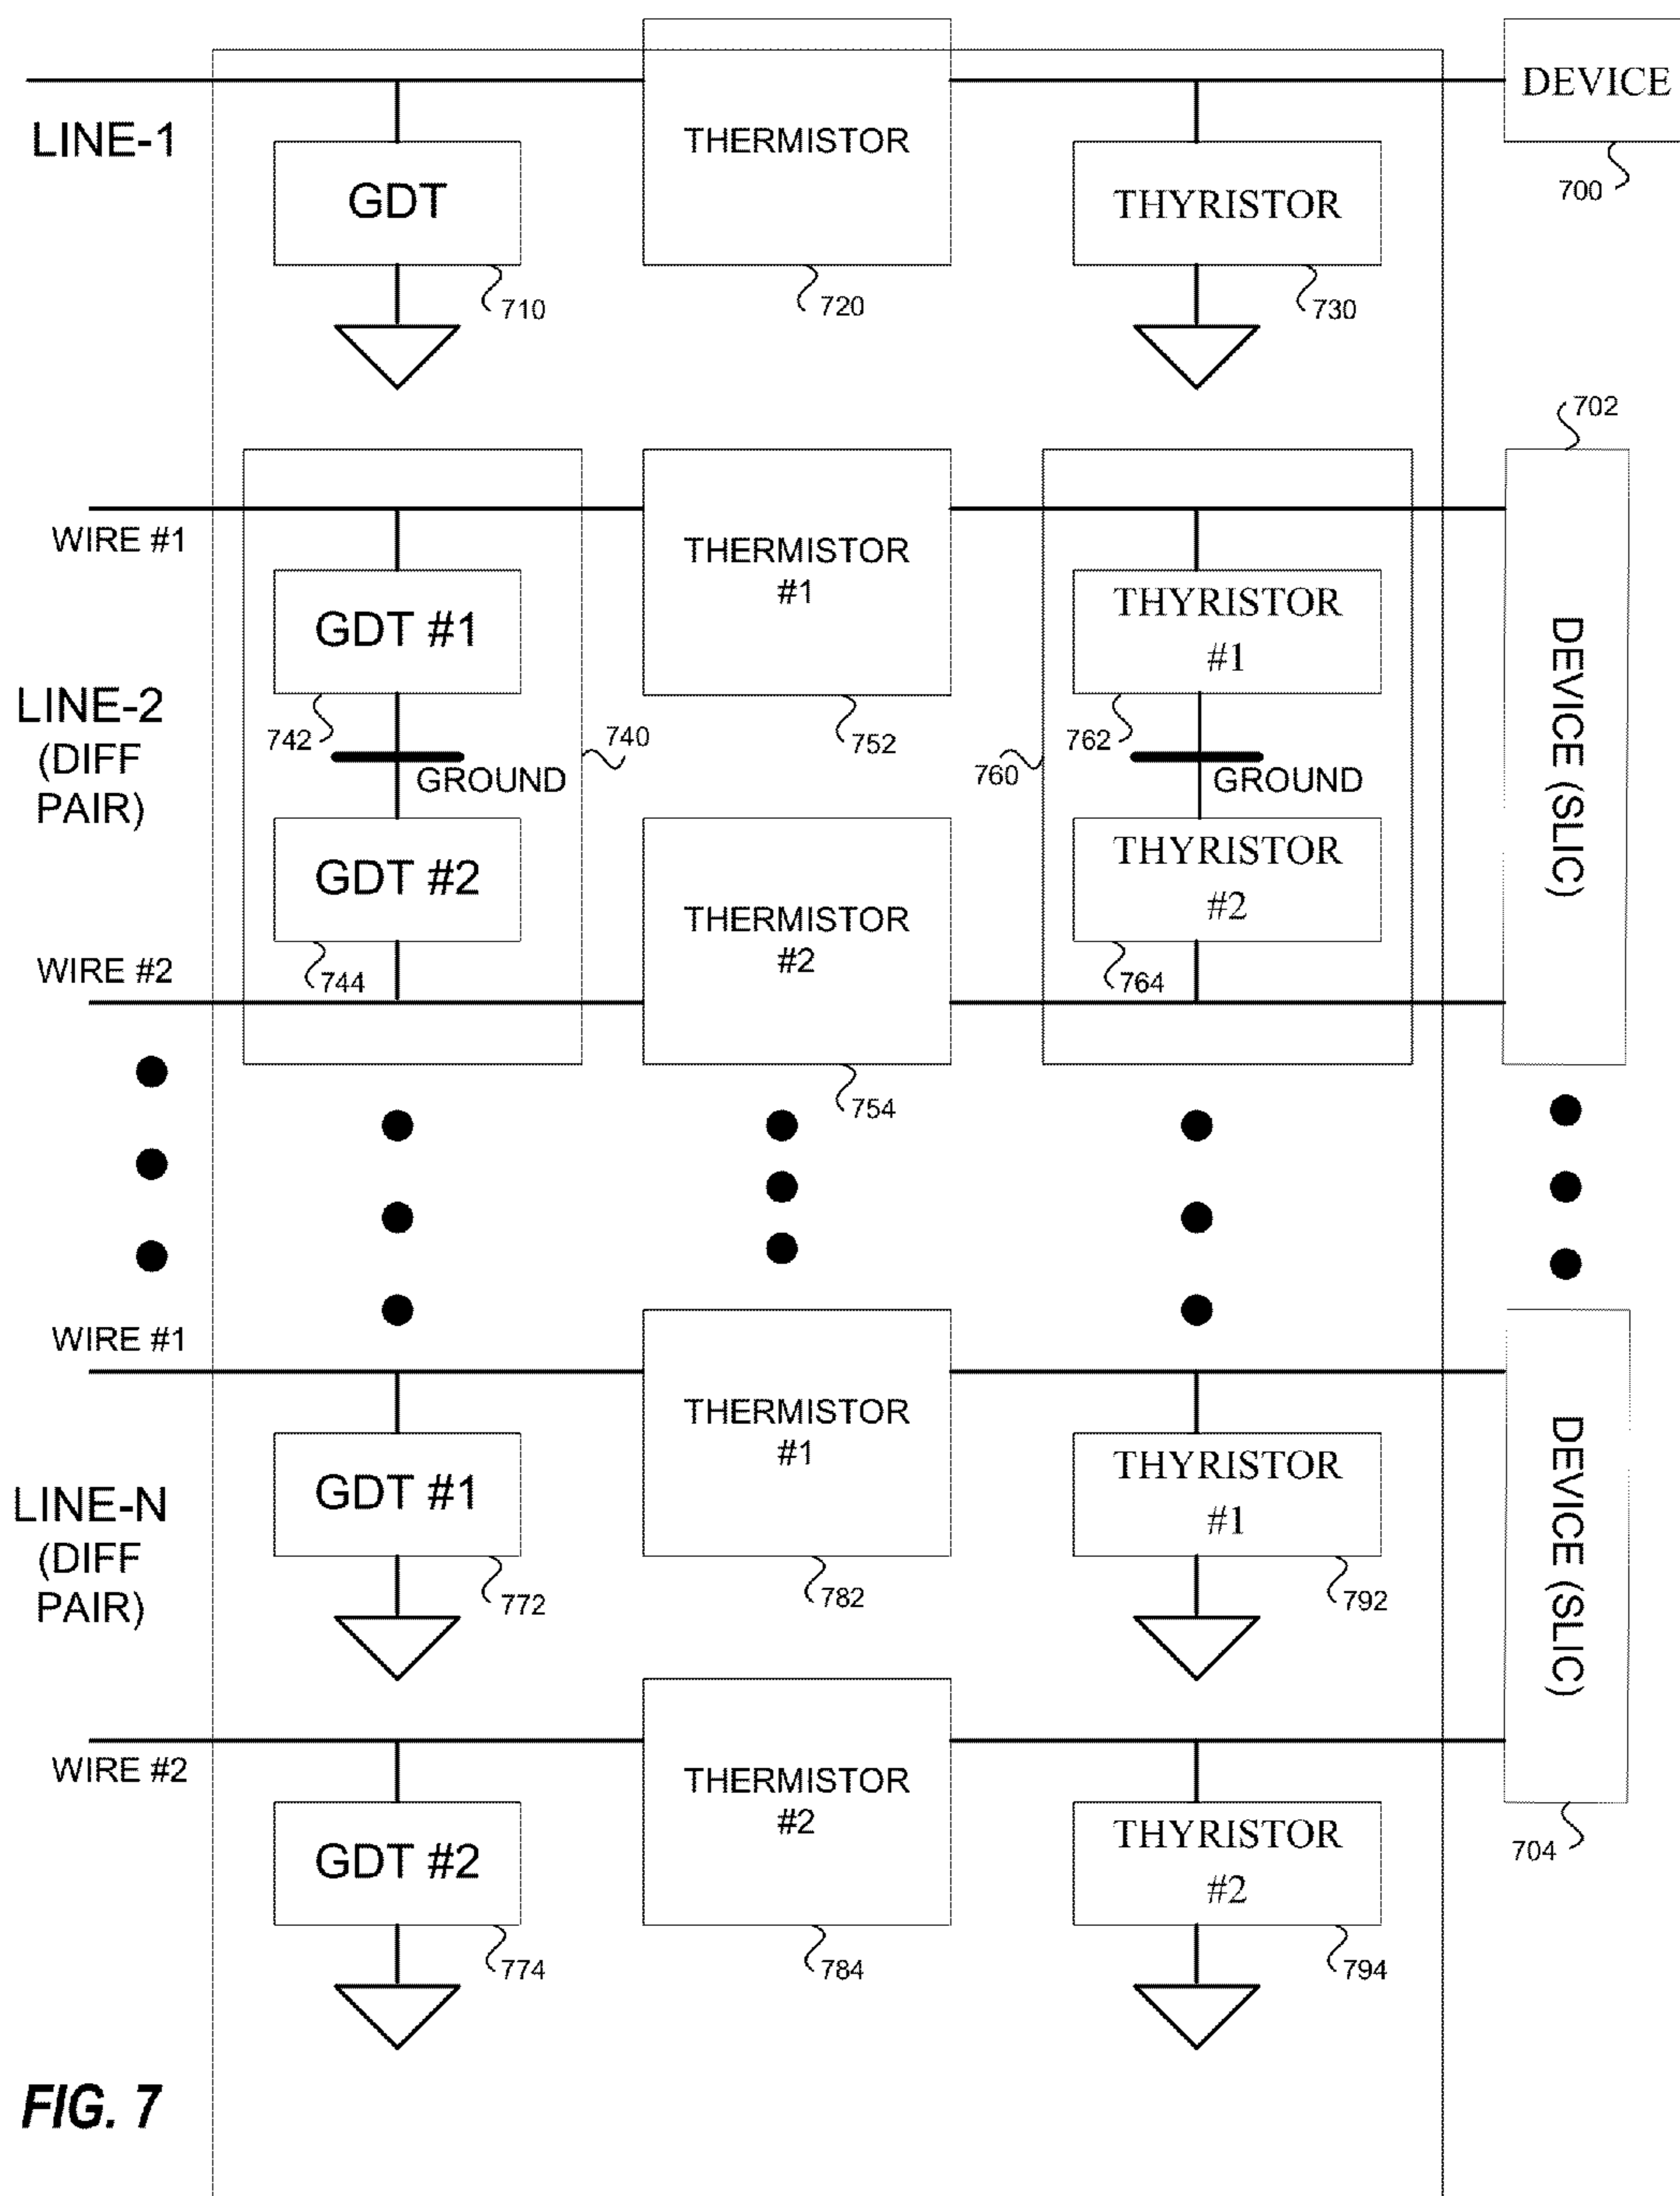 DEVICE
LINE-1
THERMISTOR
GDT
THYRISTOR
700
710
720
730
702
WIRE #1
THERMISTOR
#1
GDT #1
THYRISTOR
#1
LINE-2
(DIFF
PAIR)
742
740
752
762
760
GROUND
GROUND
DEVICE (SLIC)
GDT #2
THERMISTOR
#2
THYRISTOR
#2
WIRE #2
744
764
754
WIRE #1
THERMISTOR
#1
GDT #1
THYRISTOR
#1
LINE-N
(DIFF
PAIR)
DEVICE (SLIC)
772
782
792
WIRE #2
THERMISTOR
#2
GDT #2
THYRISTOR
#2
704
774
784
794
FIG. 7